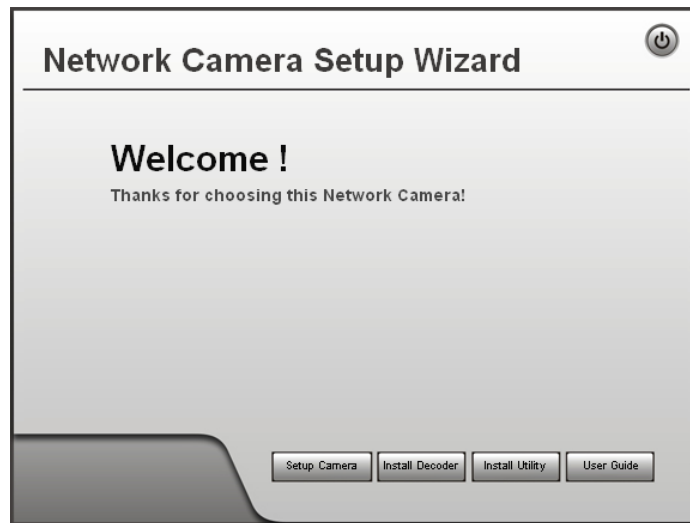 Network Camera Setup Wizard
Welcome !
Thanks for choosing this Network Camera!
Setup Camera
Install Decoder
Install Utility
User Guide